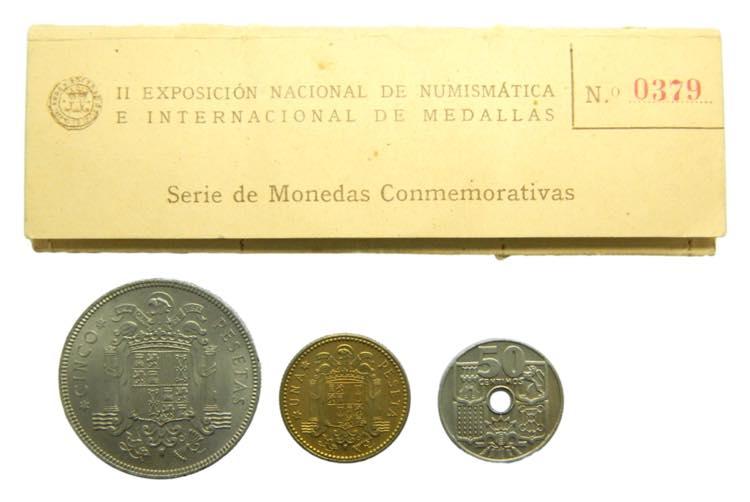 II EXPOSICIÓN NACIONAL DE NUMISMÁTICA
E INTERNACIONAL DE MEDALLAS
N.º 0379
Serie de Monedas Conmemorativas
CINCO PESETAS
UNA PESETA
50
CENTIMOS